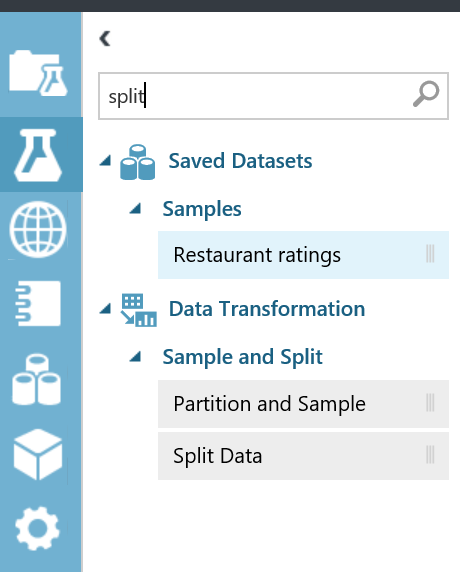 split
Saved Datasets
Samples
Restaurant ratings
Data Transformation
Sample and Split
Partition and Sample
Split Data